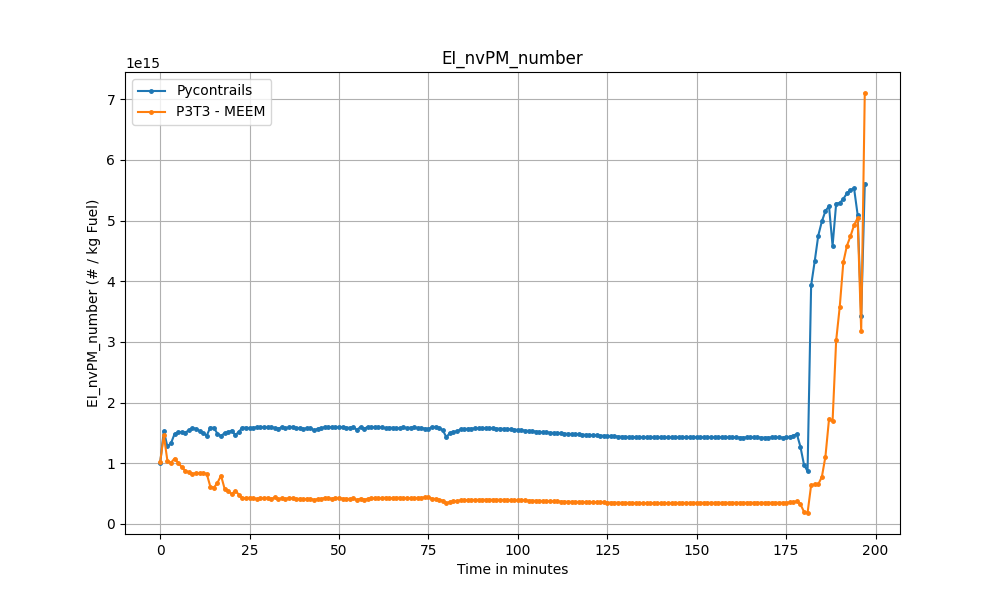 EI_nvPM_number
1e15
Pycontrails
P3T3 - MEEM
7
6
5
4
3
2
1
0
EI_nvPM_number (# / kg Fuel)
0 25 50 75 100 125 150 175 200
Time in minutes